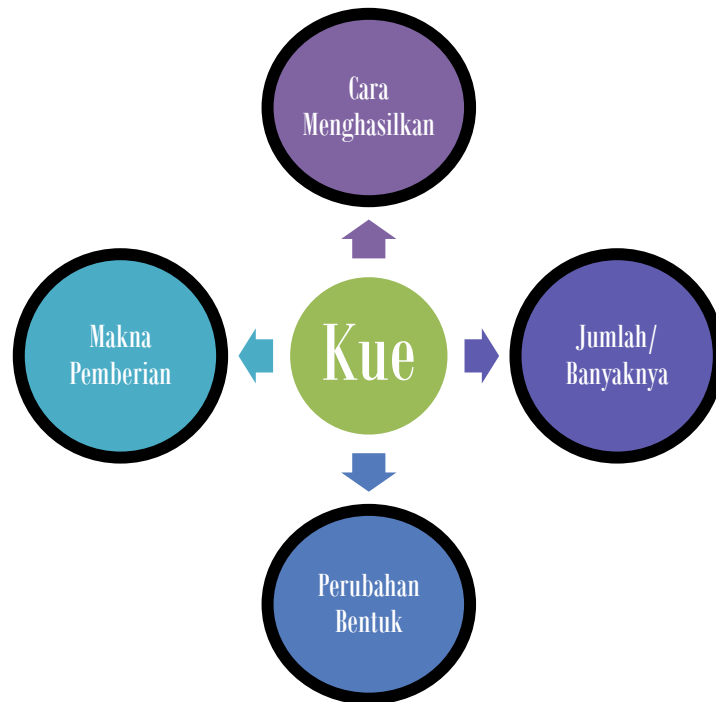 Cara
Menghasilkan
Makna
Pemberian
Kue
Jumlah/
Banyaknya
Perubahan
Bentuk